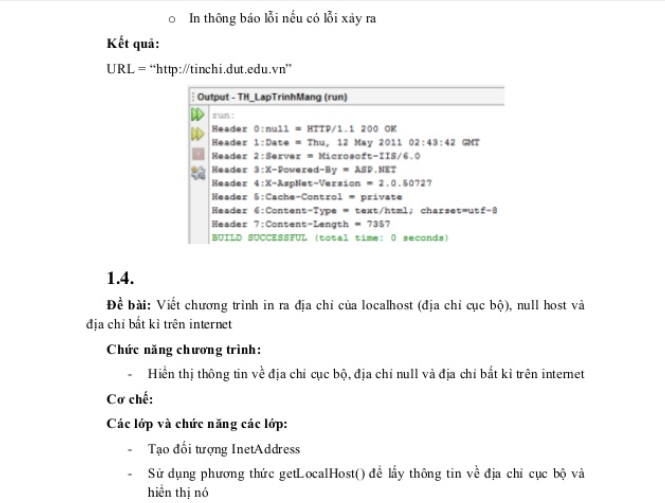 o In thông báo lỗi nếu có lỗi xảy ra
Kết quả:
URL = “http://tinchi.dut.edu.vn”
Output - TH_LapTrinhMang (run)
run:
Header 0:null = HTTP/1.1 200 OK
Header 1:Date = Thu, 12 May 2011 02:43:42 GMT
Header 2:Server = Microsoft-IIS/6.0
Header 3:X-Powered-By = ASP.NET
Header 4:X-AspNet-Version = 2.0.50727
Header 5:Cache-Control = private
Header 6:Content-Type = text/html; charset=utf-8
Header 7:Content-Length = 7357
BUILD SUCCESSFUL (total time: 0 seconds)
1.4.
Đề bài: Viết chương trình in ra địa chỉ của localhost (địa chỉ cục bộ), null host và
địa chỉ bất kì trên internet
Chức năng chương trình:
- Hiển thị thông tin về địa chỉ cục bộ, địa chỉ null và địa chỉ bất kì trên internet
Cơ chế:
Các lớp và chức năng các lớp:
- Tạo đối tượng InetAddress
- Sử dụng phương thức getLocalHost() để lấy thông tin về địa chỉ cục bộ và
hiển thị nó